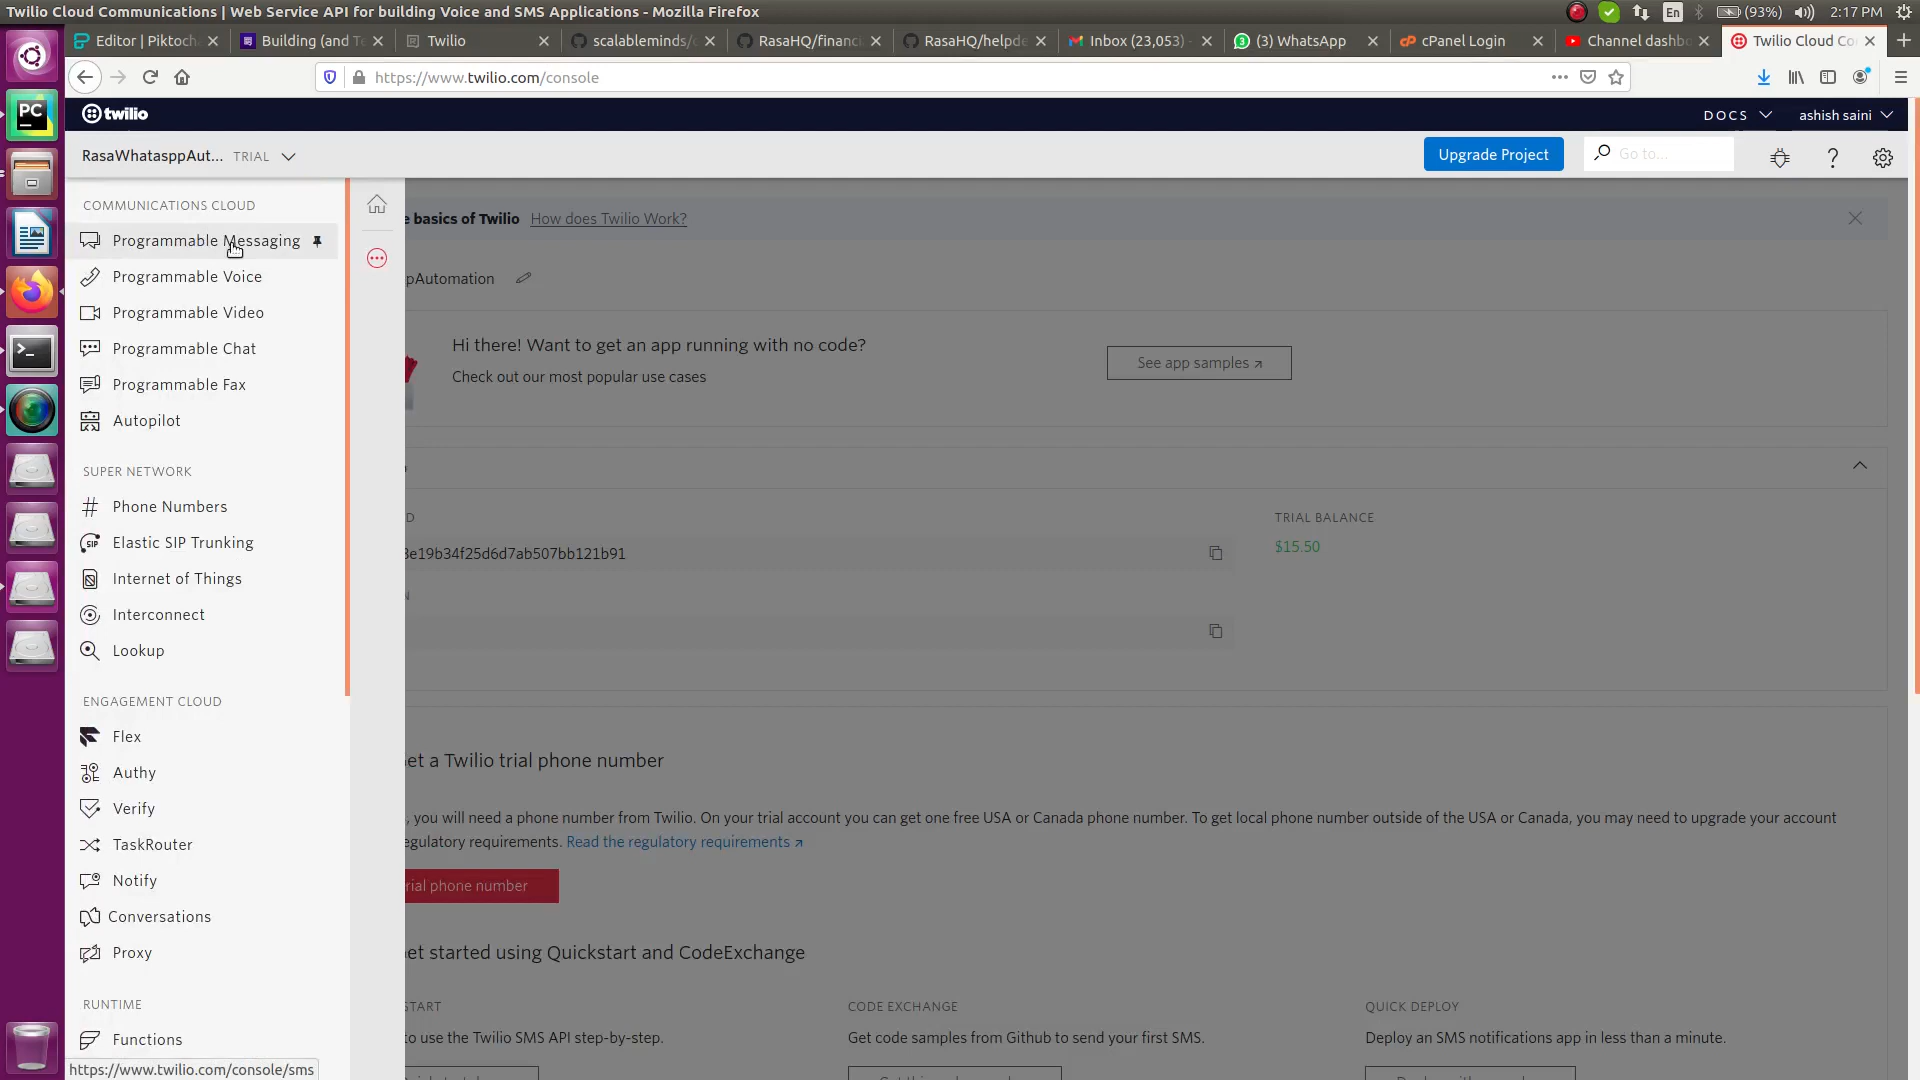 Twilio Cloud Communications | Web Service API for building Voice and SMS Applications - Mozilla Firefox
En
(93%)
2:17 PM
Editor | Piktocha
Building (and Te
Twilio
scalableminds/c
RasaHQ/financi
RasaHQ/helpde
Inbox (23,053) -
(3) WhatsApp
cPanel Login
Channel dashbo
Twilio Cloud Co
https://www.twilio.com/console
twilio
DOCS
ashish saini
RasaWhatasppAut... TRIAL
Upgrade Project
Go to...
COMMUNICATIONS CLOUD
Programmable Messaging
Programmable Voice
Programmable Video
Programmable Chat
Programmable Fax
Autopilot
SUPER NETWORK
Phone Numbers
Elastic SIP Trunking
Internet of Things
Interconnect
Lookup
ENGAGEMENT CLOUD
Flex
Authy
Verify
TaskRouter
Notify
Conversations
Proxy
RUNTIME
Functions
https://www.twilio.com/console/sms
e basics of Twilio How does Twilio Work?
pAutomation
Hi there! Want to get an app running with no code?
Check out our most popular use cases
See app samples
D
TRIAL BALANCE
3e19b34f25d6d7ab507bb121b91
$15.50
N
et a Twilio trial phone number
, you will need a phone number from Twilio. On your trial account you can get one free USA or Canada phone number. To get local phone number outside of the USA or Canada, you may need to upgrade your account
egulatory requirements. Read the regulatory requirements
rial phone number
et started using Quickstart and CodeExchange
START
CODE EXCHANGE
QUICK DEPLOY
to use the Twilio SMS API step-by-step.
Get code samples from Github to send your first SMS.
Deploy an SMS notifications app in less than a minute.